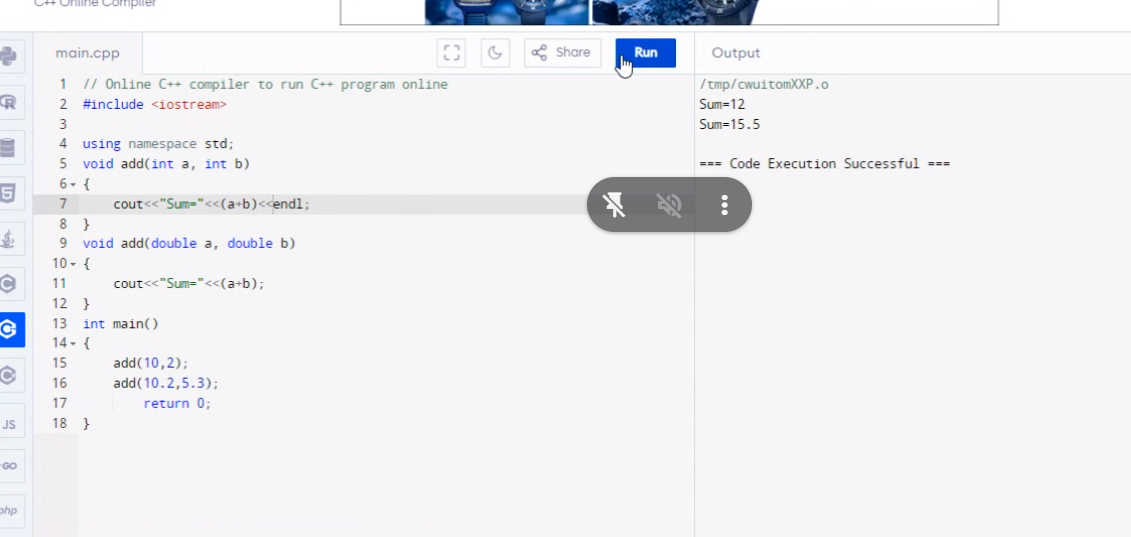 C++ Online Compiler
main.cpp
Share
Run
Output
1 // Online C++ compiler to run C++ program online
2 #include <iostream>
3
4 using namespace std;
5 void add(int a, int b)
6 {
7 cout<<"Sum="<<(a+b)<<endl;
8 }
9 void add(double a, double b)
10 {
11 cout<<"Sum="<<(a+b);
12 }
13 int main()
14 {
15 add(10,2);
16 add(10.2,5.3);
17 return 0;
18 }
/tmp/cwuitomXXP.o
Sum=12
Sum=15.5
=== Code Execution Successful ===
R
5
JS
GO
php